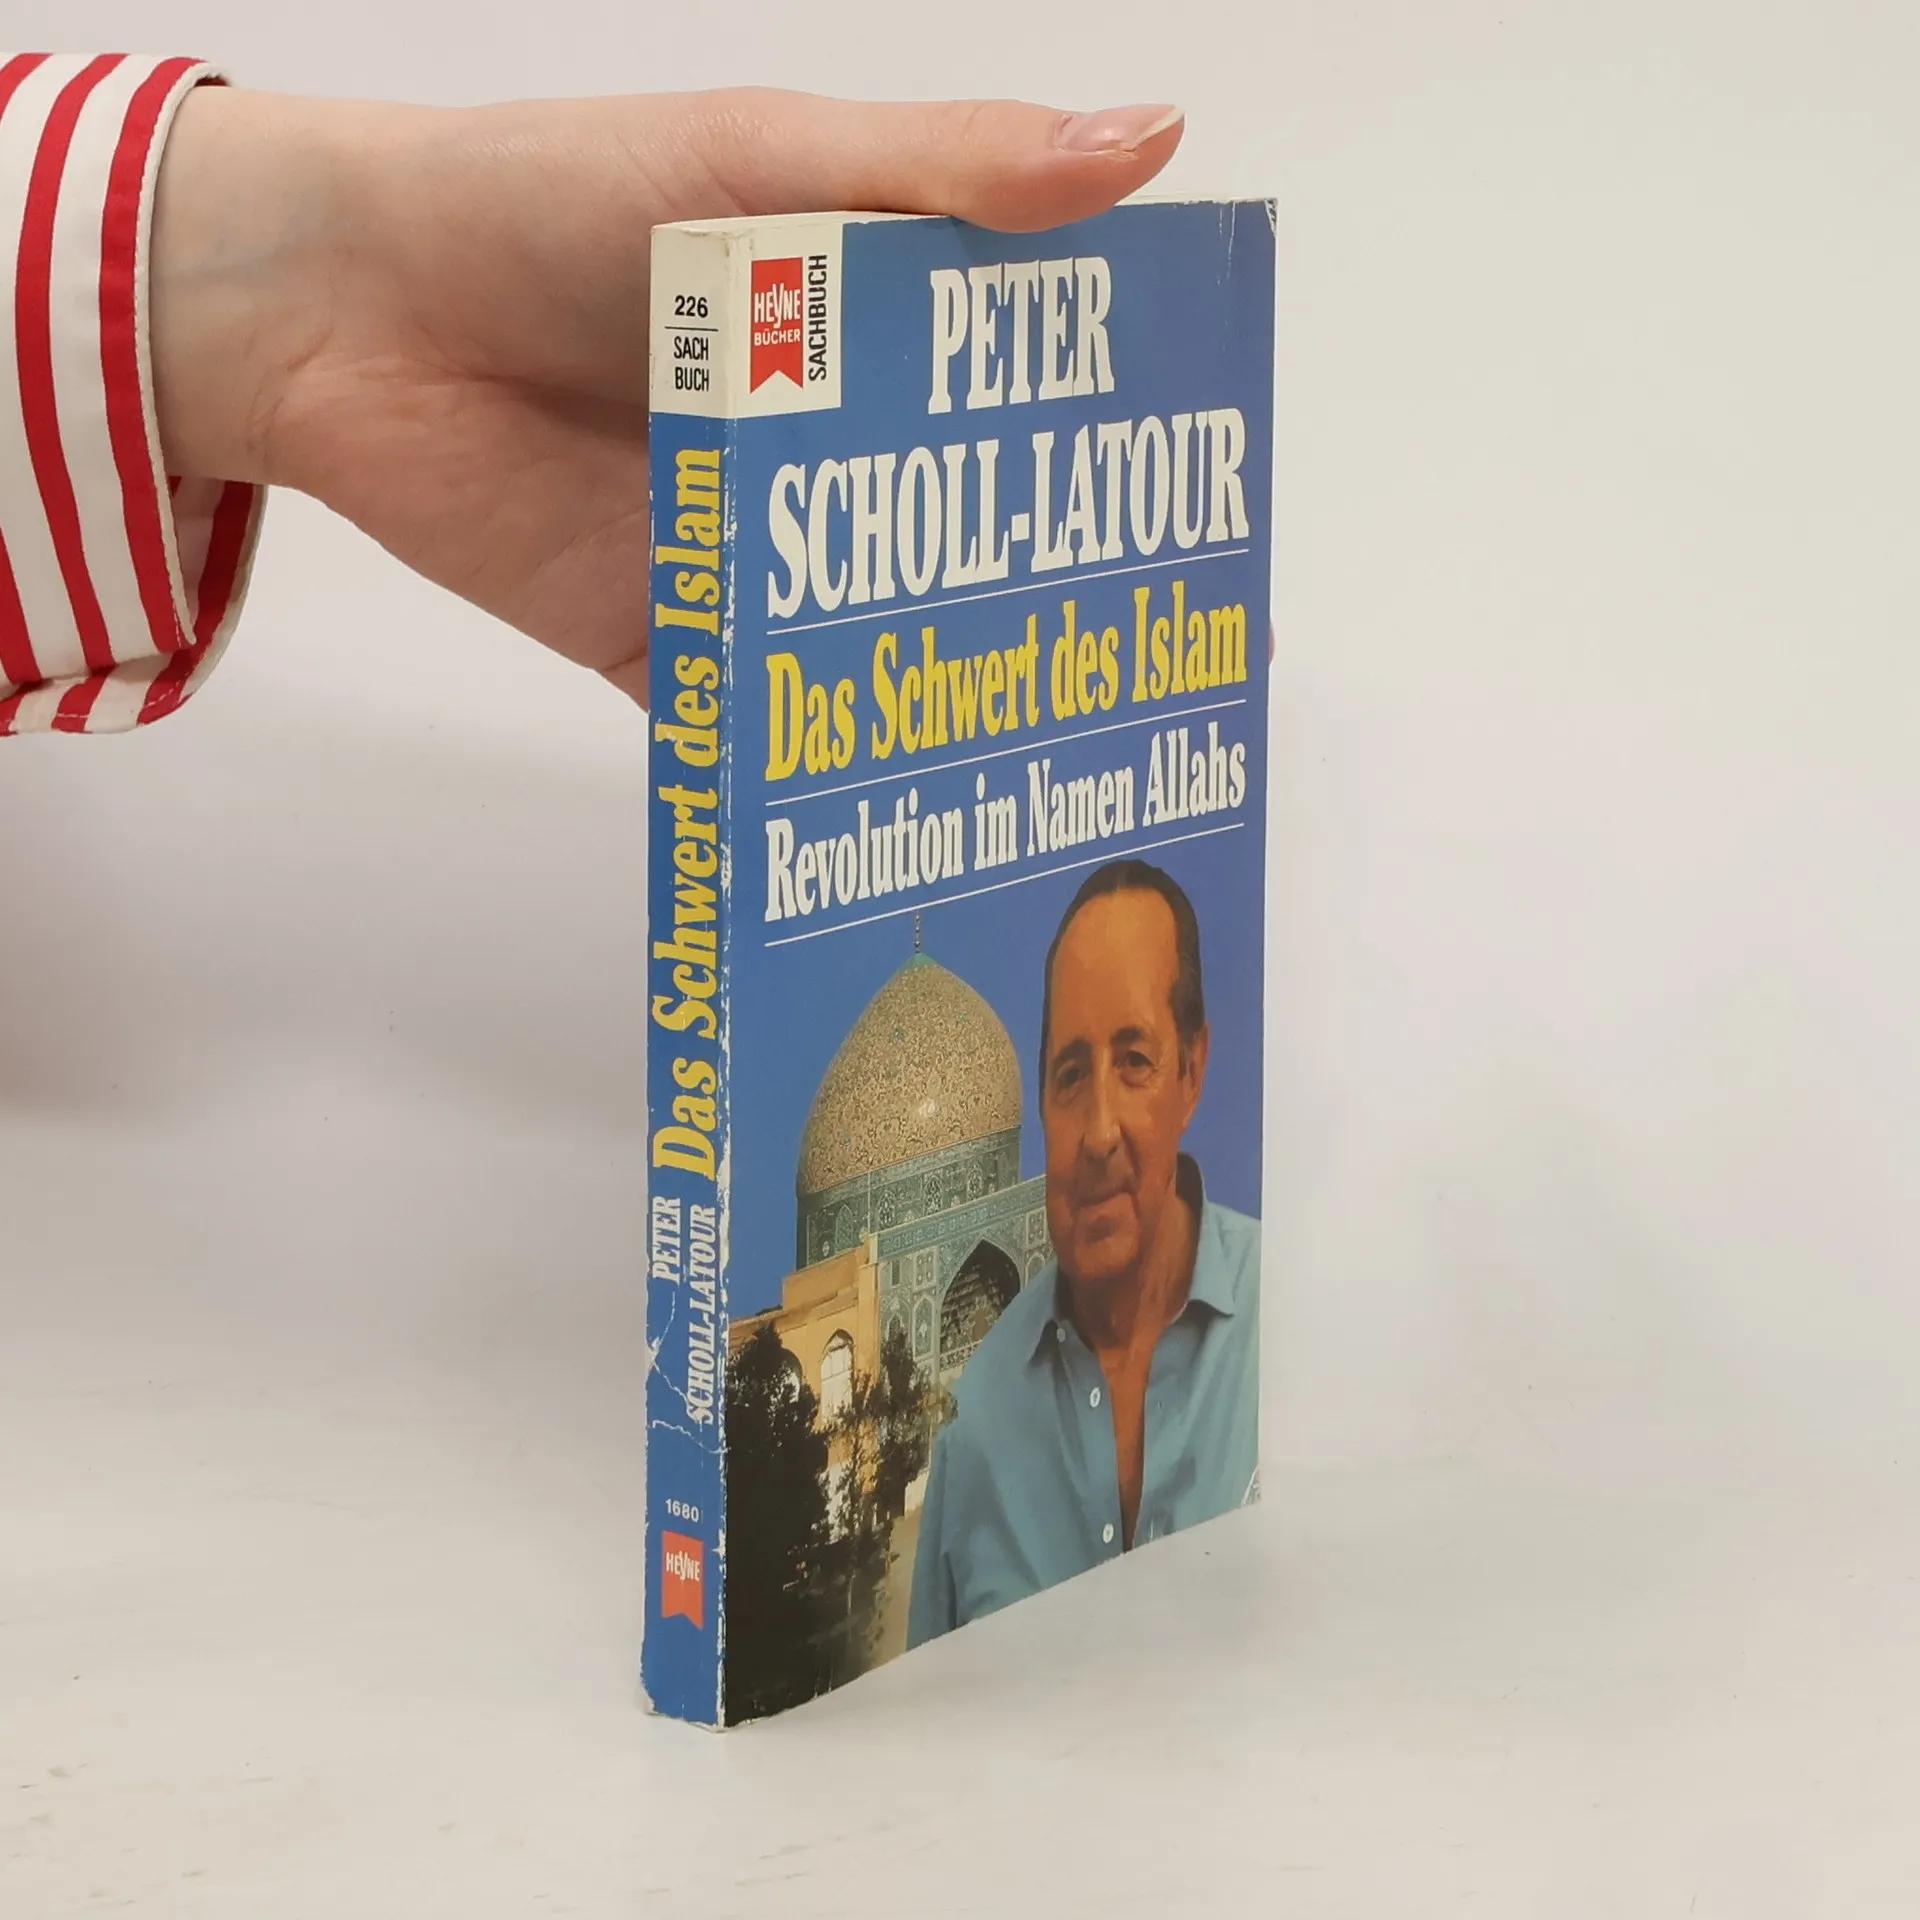 226
SACH
BUCH
Das Schwert des Islam
PETER
SCHOLL-LATOUR
1680
HEYNE
HEYNE
BÜCHER
SACHBUCH
PETER
SCHOLL-LATOUR
Das Schwert des Islam
Revolution im Namen Allahs